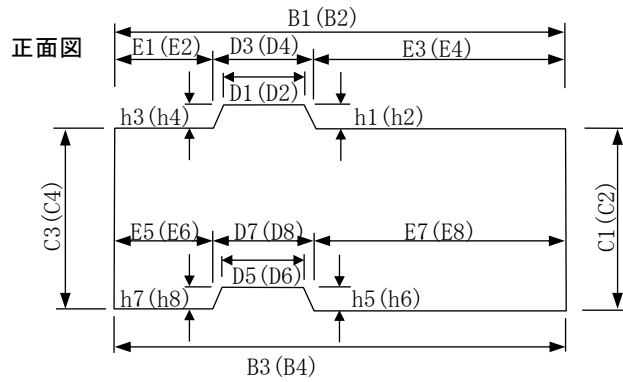 B1(B2)
正面図
E1(E2) D3(D4) E3(E4)
D1(D2)
h3(h4) h1(h2)
C3(C4) C1(C2)
E5(E6) D7(D8) E7(E8)
D5(D6)
h7(h8) h5(h6)
B3(B4)